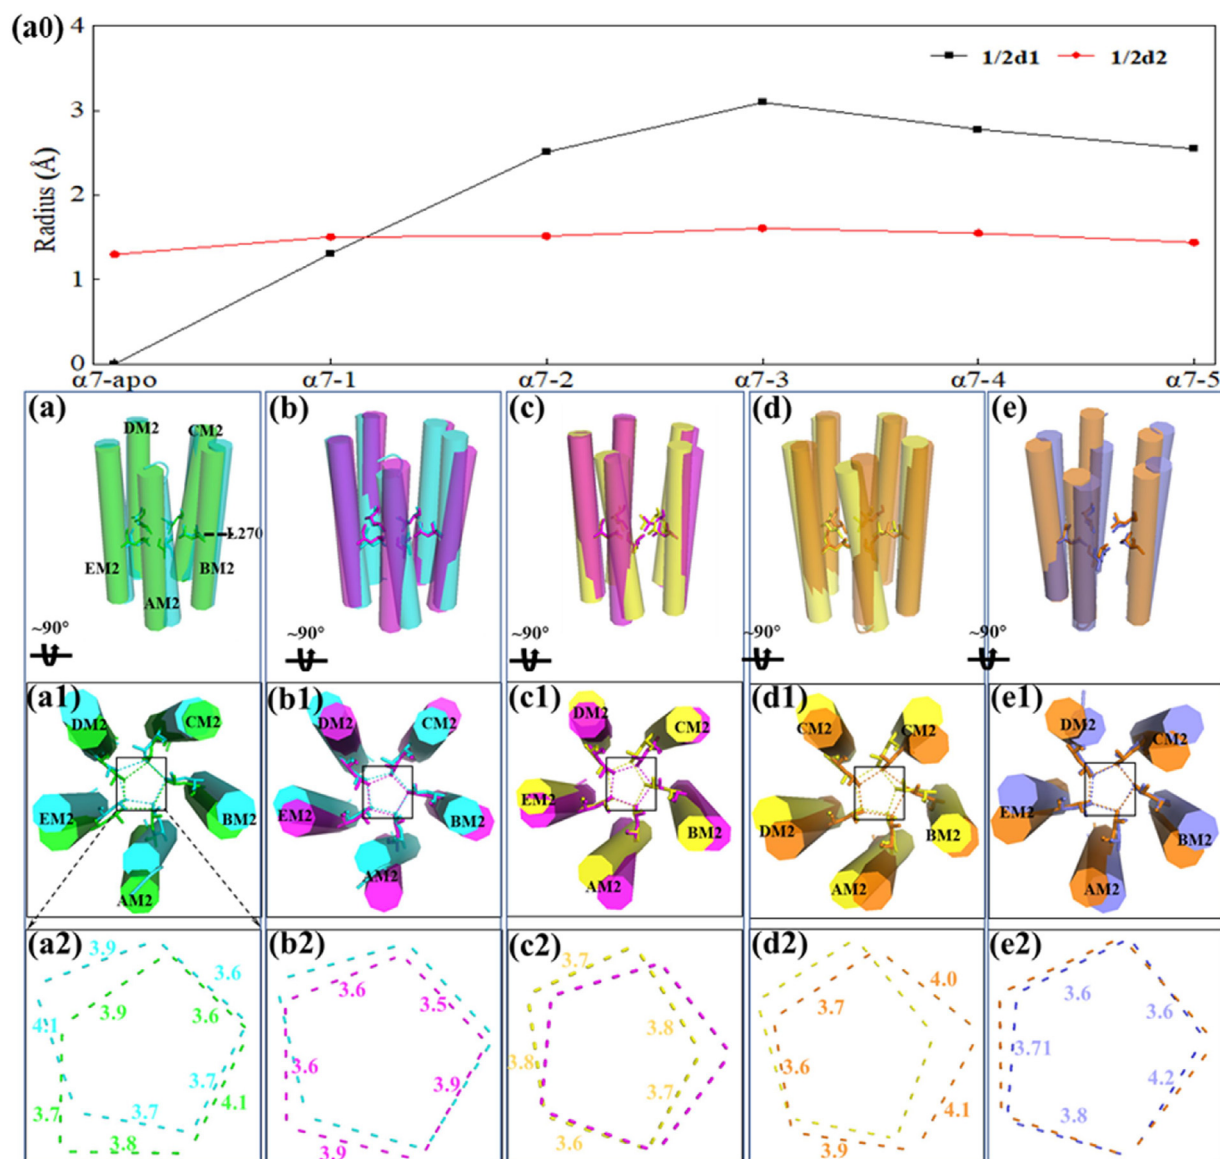 (a0)
4
3
2
1
0
Radius (Å)
1/2d1 1/2d2
α7-apo α7-1 α7-2 α7-3 α7-4 α7-5
(a) (b) (c) (d) (e)
DM2 CM2
L270
EM2 BM2
AM2
~90° ~90° ~90° ~90° ~90°
(a1) (b1) (c1) (d1) (e1)
DM2 CM2 DM2 CM2 DM2 CM2 CM2 CM2 DM2 CM2
EM2 BM2 EM2 BM2 EM2 BM2 DM2 BM2 EM2 BM2
AM2 AM2 AM2 AM2 AM2
(a2) (b2) (c2) (d2) (e2)
3.9 3.6 3.9 3.6 4.1 3.7 3.7 3.7 4.1 3.8
3.6 3.5 3.6 3.9 3.9
3.7 3.8 3.8 3.7 3.6
4.0 3.7 3.6 4.1 3.9
3.6 3.6 3.71 4.2 3.8